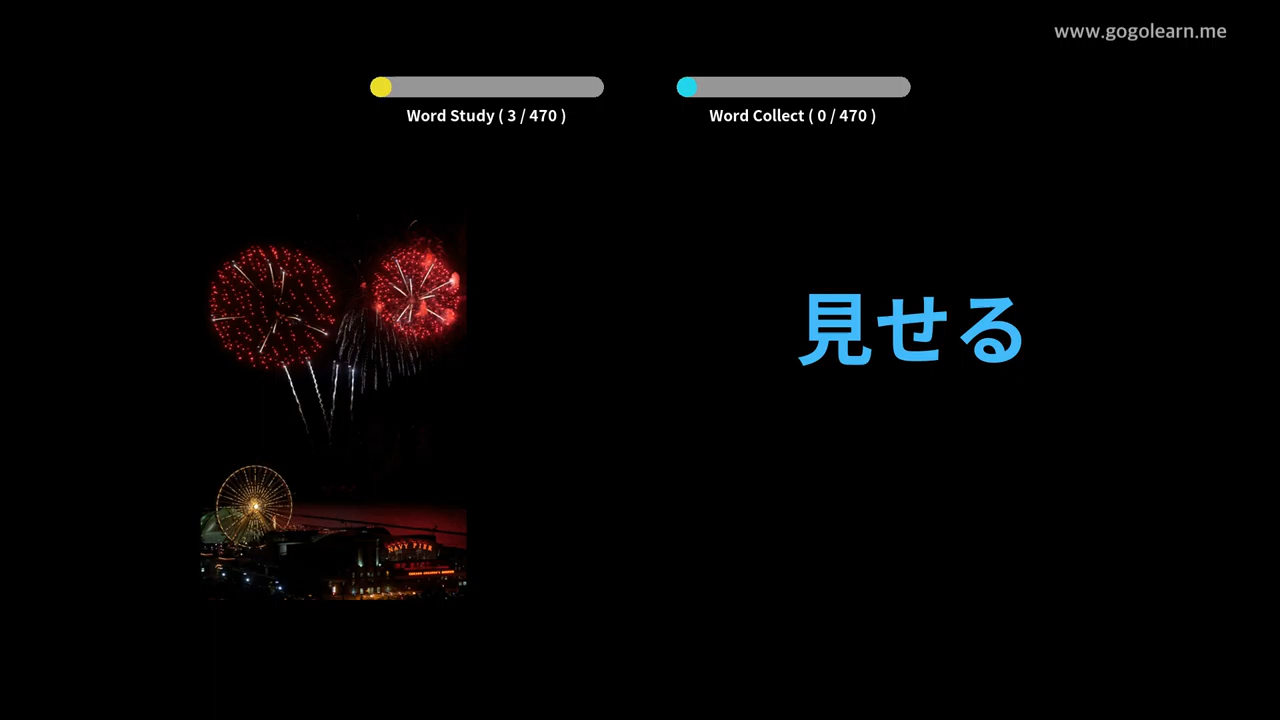 www.gogolearn.me
Word Study ( 3 / 470 )
Word Collect ( 0 / 470 )
見せる
NAVY PIER